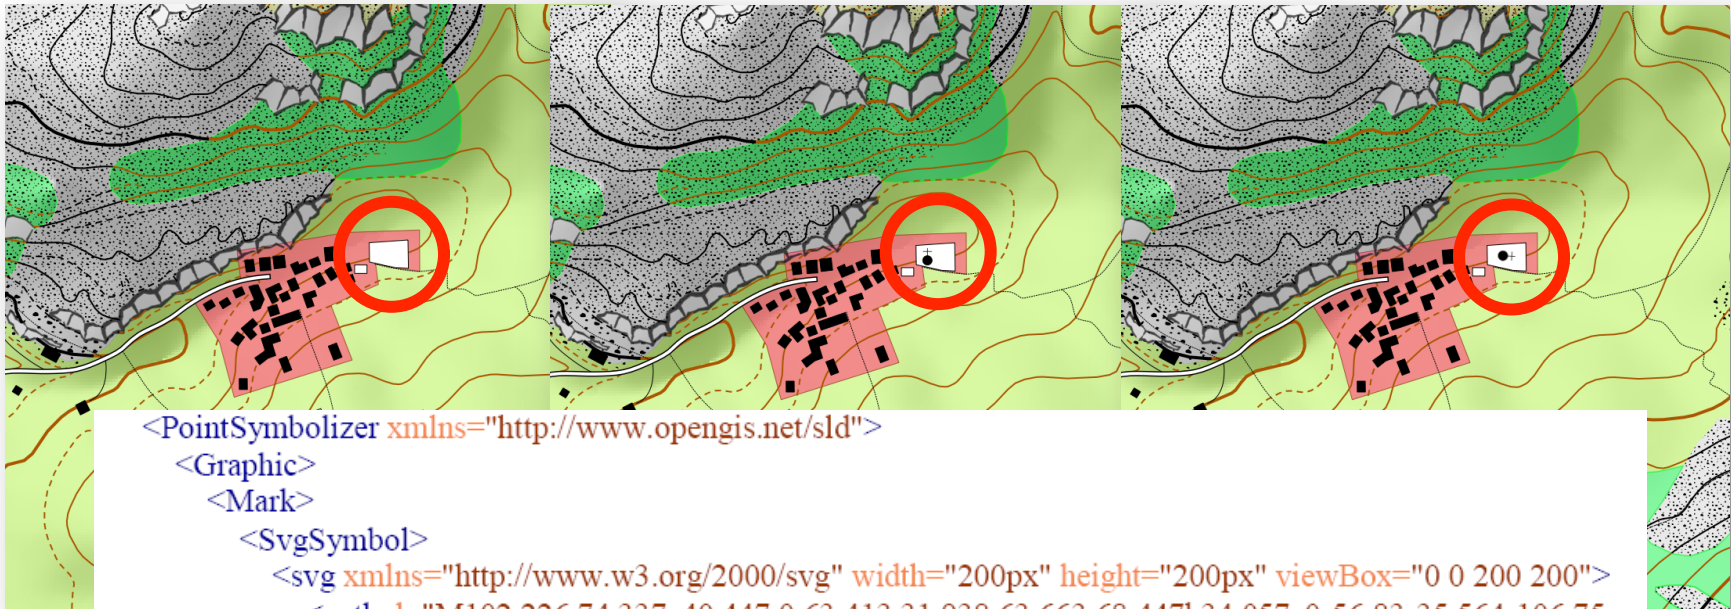 <PointSymbolizer xmlns="http://www.opengis.net/sld">
<Graphic>
<Mark>
<SvgSymbol>
<svg xmlns="http://www.w3.org/2000/svg" width="200px" height="200px" viewBox="0 0 200 200">